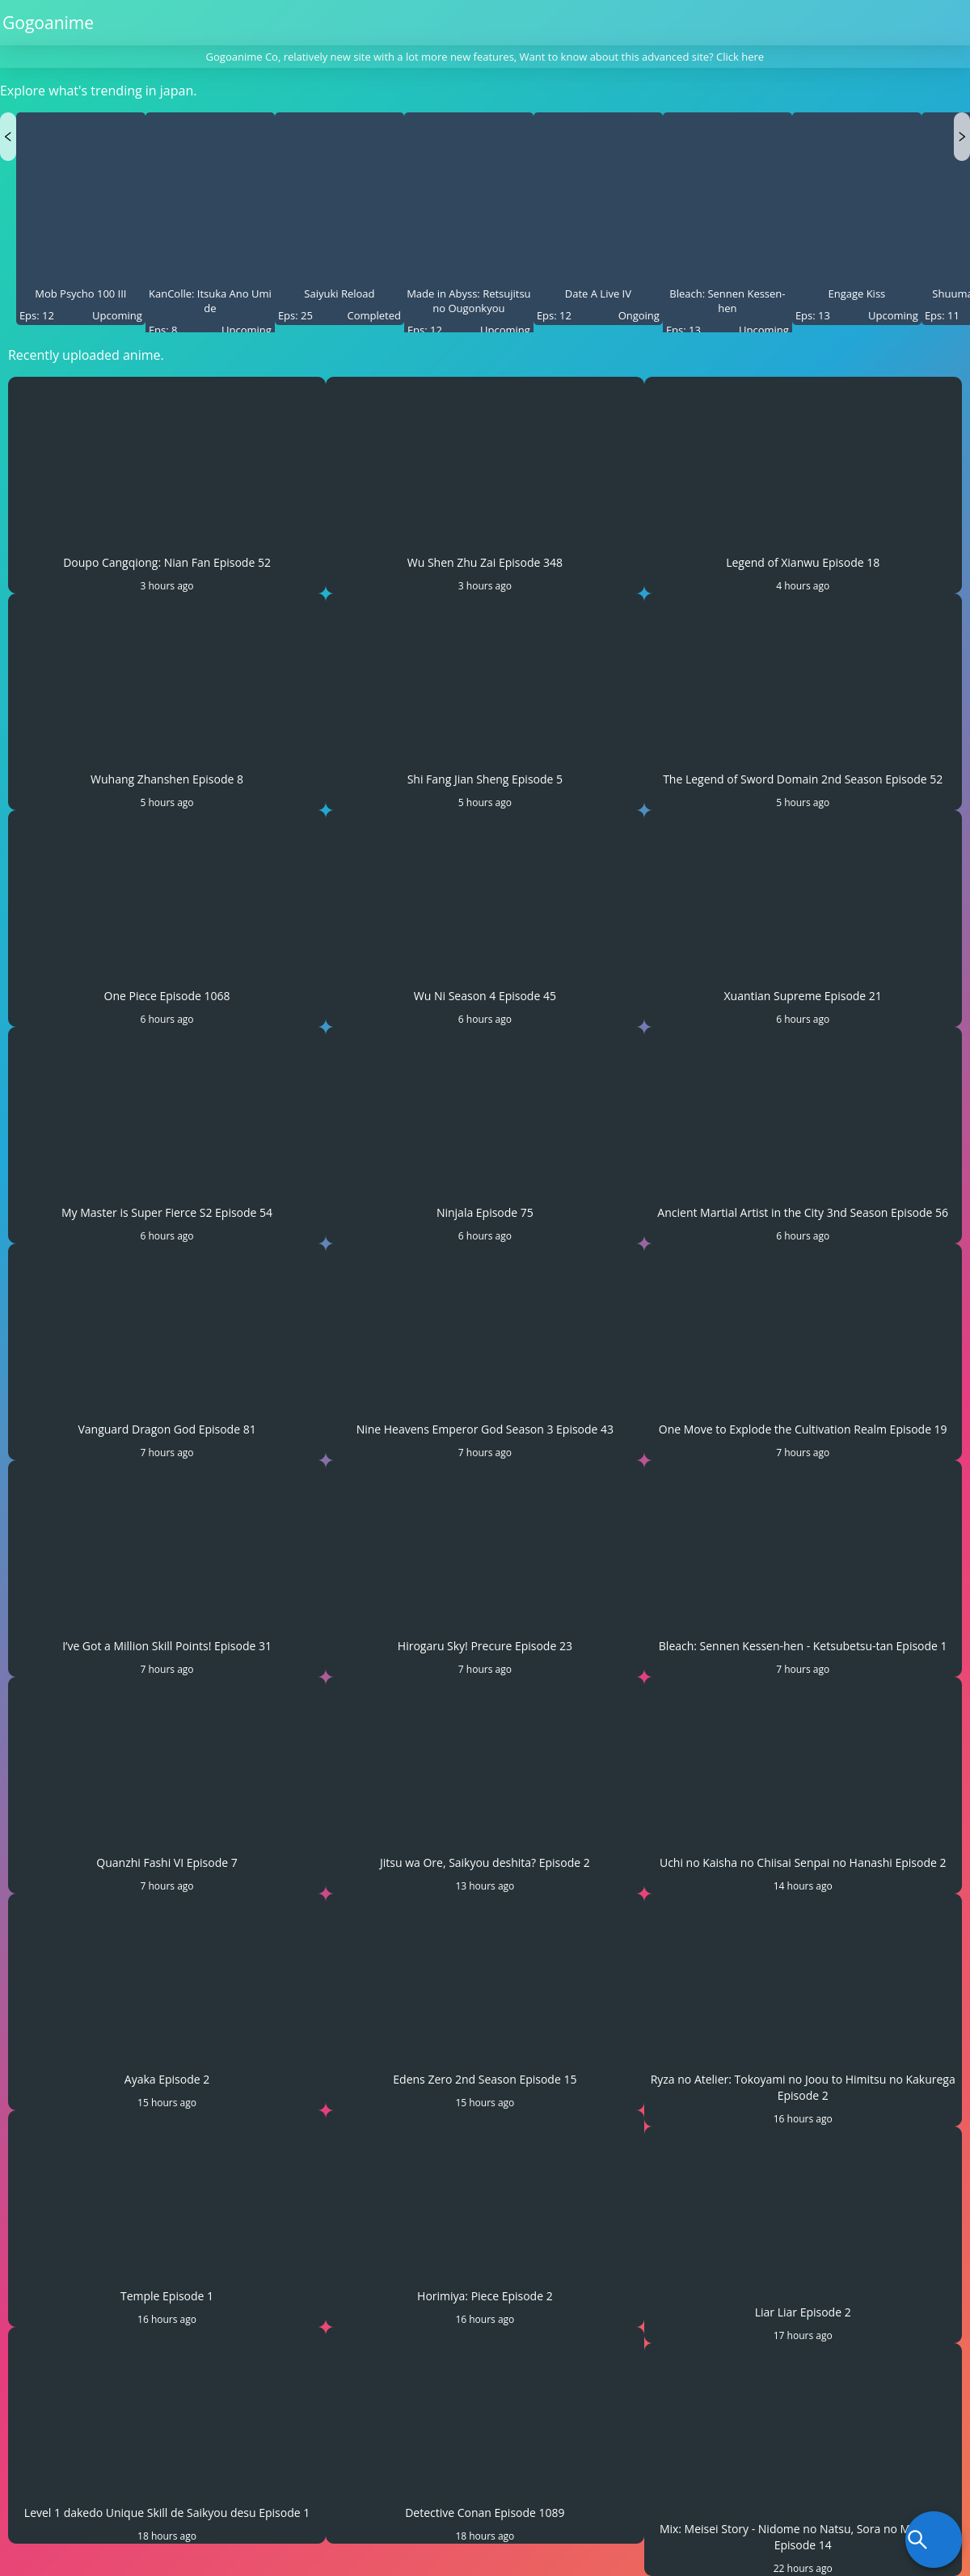 Gogoanime
Gogoanime Co, relatively new site with a lot more new features, Want to know about this advanced site? Click here
Explore what's trending in japan.
Mob Psycho 100 III
Eps: 12 Upcoming
KanColle: Itsuka Ano Umi
de
Eps: 8 Upcoming
Saiyuki Reload
Eps: 25 Completed
Made in Abyss: Retsujitsu
no Ougonkyou
Eps: 12 Upcoming
Date A Live IV
Eps: 12 Ongoing
Bleach: Sennen Kessen-
hen
Eps: 13 Upcoming
Engage Kiss
Eps: 13 Upcoming
Eps: 11
Recently uploaded anime.
Doupo Cangqiong: Nian Fan Episode 52
3 hours ago
Wu Shen Zhu Zai Episode 348
3 hours ago
Legend of Xianwu Episode 18
4 hours ago
Wuhang Zhanshen Episode 8
5 hours ago
Shi Fang Jian Sheng Episode 5
5 hours ago
The Legend of Sword Domain 2nd Season Episode 52
5 hours ago
One Piece Episode 1068
6 hours ago
Wu Ni Season 4 Episode 45
6 hours ago
Xuantian Supreme Episode 21
6 hours ago
My Master is Super Fierce S2 Episode 54
6 hours ago
Ninjala Episode 75
6 hours ago
Ancient Martial Artist in the City 3nd Season Episode 56
6 hours ago
Vanguard Dragon God Episode 81
7 hours ago
Nine Heavens Emperor God Season 3 Episode 43
7 hours ago
One Move to Explode the Cultivation Realm Episode 19
7 hours ago
I've Got a Million Skill Points! Episode 31
7 hours ago
Hirogaru Sky! Precure Episode 23
7 hours ago
Bleach: Sennen Kessen-hen - Ketsubetsu-tan Episode 1
7 hours ago
Quanzhi Fashi VI Episode 7
7 hours ago
Jitsu wa Ore, Saikyou deshita? Episode 2
13 hours ago
Uchi no Kaisha no Chiisai Senpai no Hanashi Episode 2
14 hours ago
Ayaka Episode 2
15 hours ago
Edens Zero 2nd Season Episode 15
15 hours ago
Ryza no Atelier: Tokoyami no Joou to Himitsu no Kakurega
Episode 2
16 hours ago
Temple Episode 1
16 hours ago
Horimiya: Piece Episode 2
16 hours ago
Liar Liar Episode 2
17 hours ago
Level 1 dakedo Unique Skill de Saikyou desu Episode 1
18 hours ago
Detective Conan Episode 1089
18 hours ago
Mix: Meisei Story - Nidome no Natsu, Sora no
Episode 14
22 hours ago